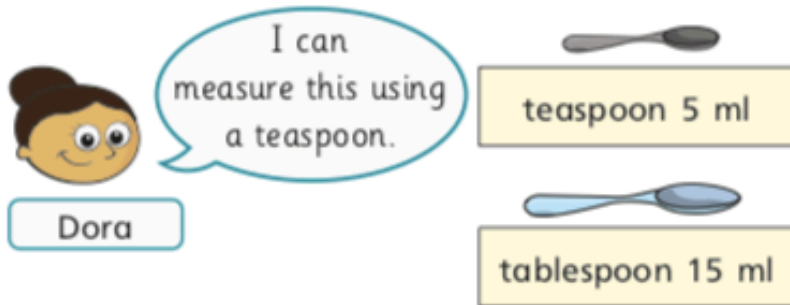 I can
measure this using
a teaspoon.
Dora
teaspoon 5 ml
tablespoon 15 ml